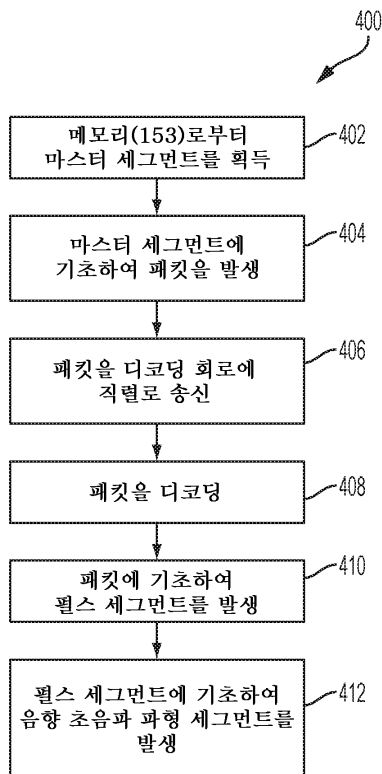 400
메모리(153)로부터
마스터 세그먼트를 획득
402
마스터 세그먼트에
기초하여 패킷을 발생
404
패킷을 디코딩 회로에
직렬로 송신
406
패킷을 디코딩
408
패킷에 기초하여
펄스 세그먼트를 발생
410
펄스 세그먼트에 기초하여
음향 초음파 파형 세그먼트를
발생
412